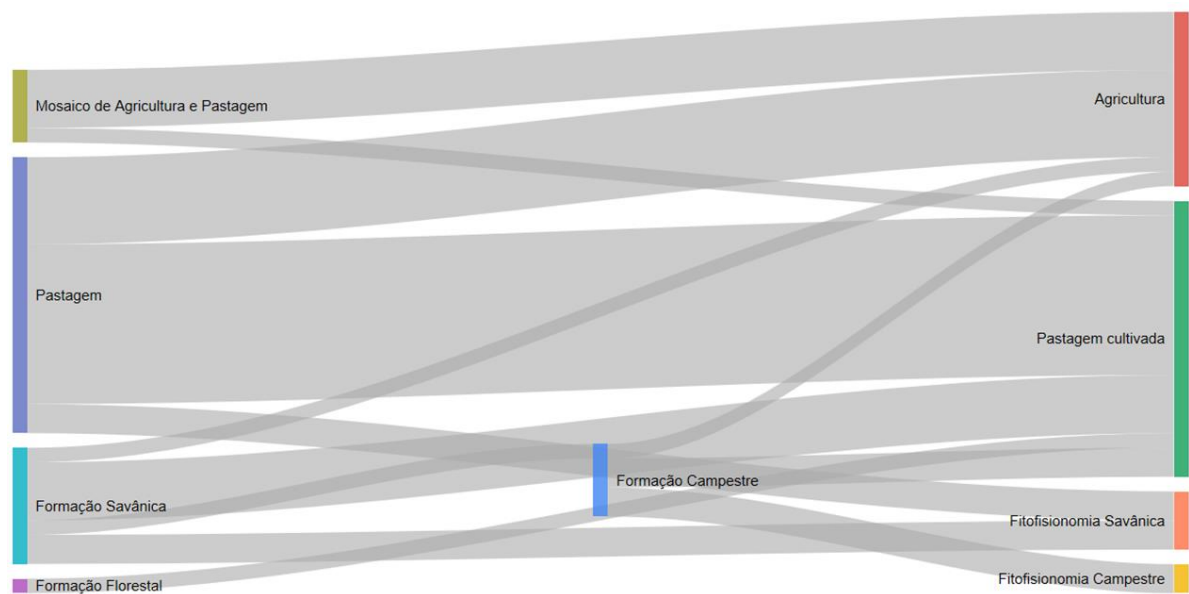 Mosaico de Agricultura e Pastagem
Pastagem
Formação Savânica
Formação Florestal
Formação Campestre
Agricultura
Pastagem cultivada
Fitofisionomia Savânica
Fitofisionomia Campestre